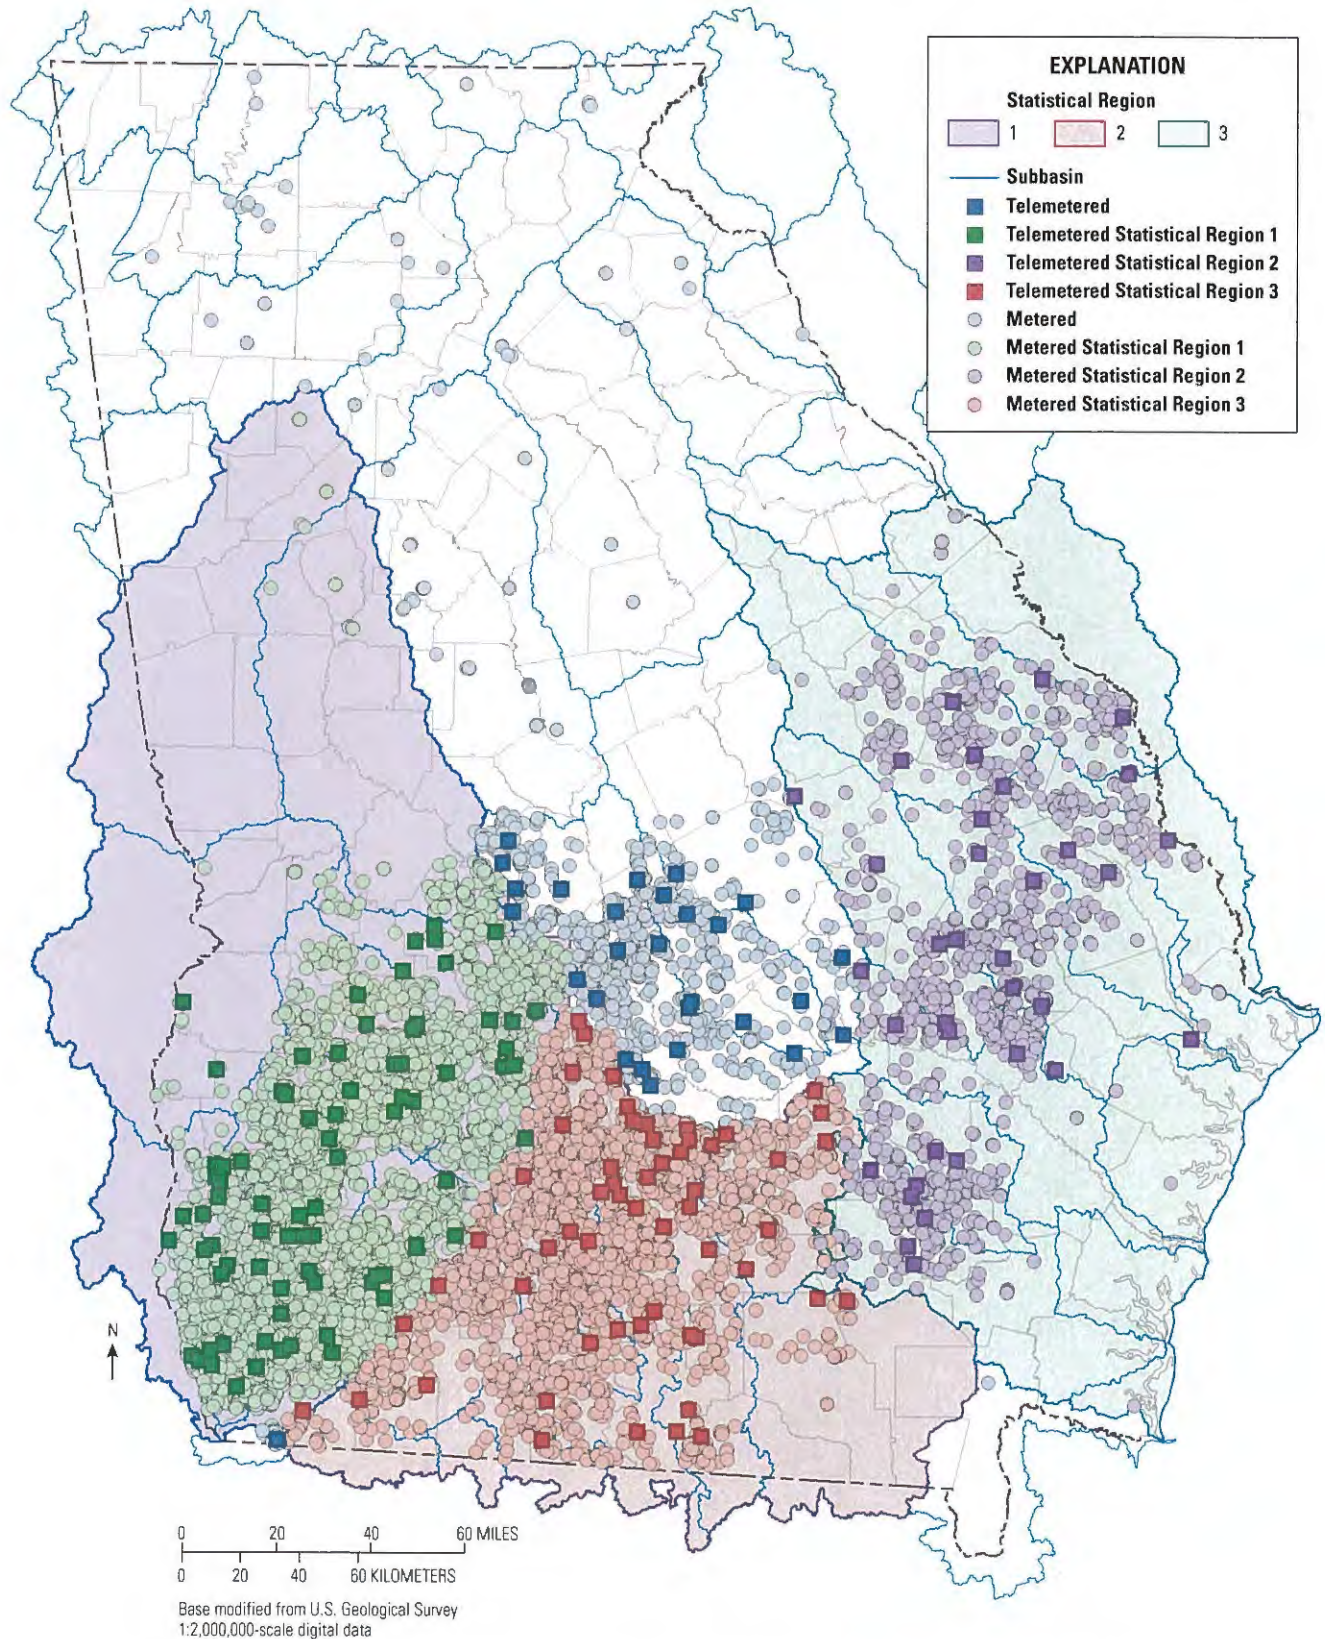 EXPLANATION
Statistical Region
1 2 3
Subbasin
Telemetered
Telemetered Statistical Region 1
Telemetered Statistical Region 2
Telemetered Statistical Region 3
Metered
Metered Statistical Region 1
Metered Statistical Region 2
Metered Statistical Region 3
N
0 20 40 60 MILES
0 20 40 60 KILOMETERS
Base modified from U.S. Geological Survey
1:2,000,000-scale digital data